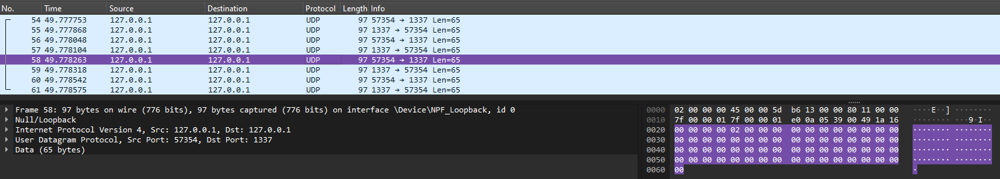 No. Time Source Destination Protocol Length Info
54 49.777753 127.0.0.1 127.0.0.1 UDP 97 57354 → 1337 Len=65
55 49.777868 127.0.0.1 127.0.0.1 UDP 97 1337 → 57354 Len=65
56 49.778048 127.0.0.1 127.0.0.1 UDP 97 57354 → 1337 Len=65
57 49.778104 127.0.0.1 127.0.0.1 UDP 97 1337 → 57354 Len=65
58 49.778263 127.0.0.1 127.0.0.1 UDP 97 57354 → 1337 Len=65
59 49.778318 127.0.0.1 127.0.0.1 UDP 97 1337 → 57354 Len=65
60 49.778542 127.0.0.1 127.0.0.1 UDP 97 57354 → 1337 Len=65
61 49.778575 127.0.0.1 127.0.0.1 UDP 97 1337 → 57354 Len=65
Frame 58: 97 bytes on wire (776 bits), 97 bytes captured (776 bits) on interface \Device\NPF_Loopback, id 0
Null/Loopback
Internet Protocol Version 4, Src: 127.0.0.1, Dst: 127.0.0.1
User Datagram Protocol, Src Port: 57354, Dst Port: 1337
Data (65 bytes)
0000 02 00 00 00 45 00 00 5d b6 13 00 00 80 11 00 00 ····E··] ········
0010 7f 00 00 01 7f 00 00 01 e0 0a 05 39 00 49 1a 16 ········ ···9·I··
0020 00 00 00 00 02 00 00 00 00 00 00 00 00 00 00 00 ········ ········
0030 00 00 00 00 00 00 00 00 00 00 00 00 00 00 00 00 ········ ········
0040 00 00 00 00 00 00 00 00 00 00 00 00 00 00 00 00 ········ ········
0050 00 00 00 00 00 00 00 00 00 00 00 00 00 00 00 00 ········ ········
0060 00 ·